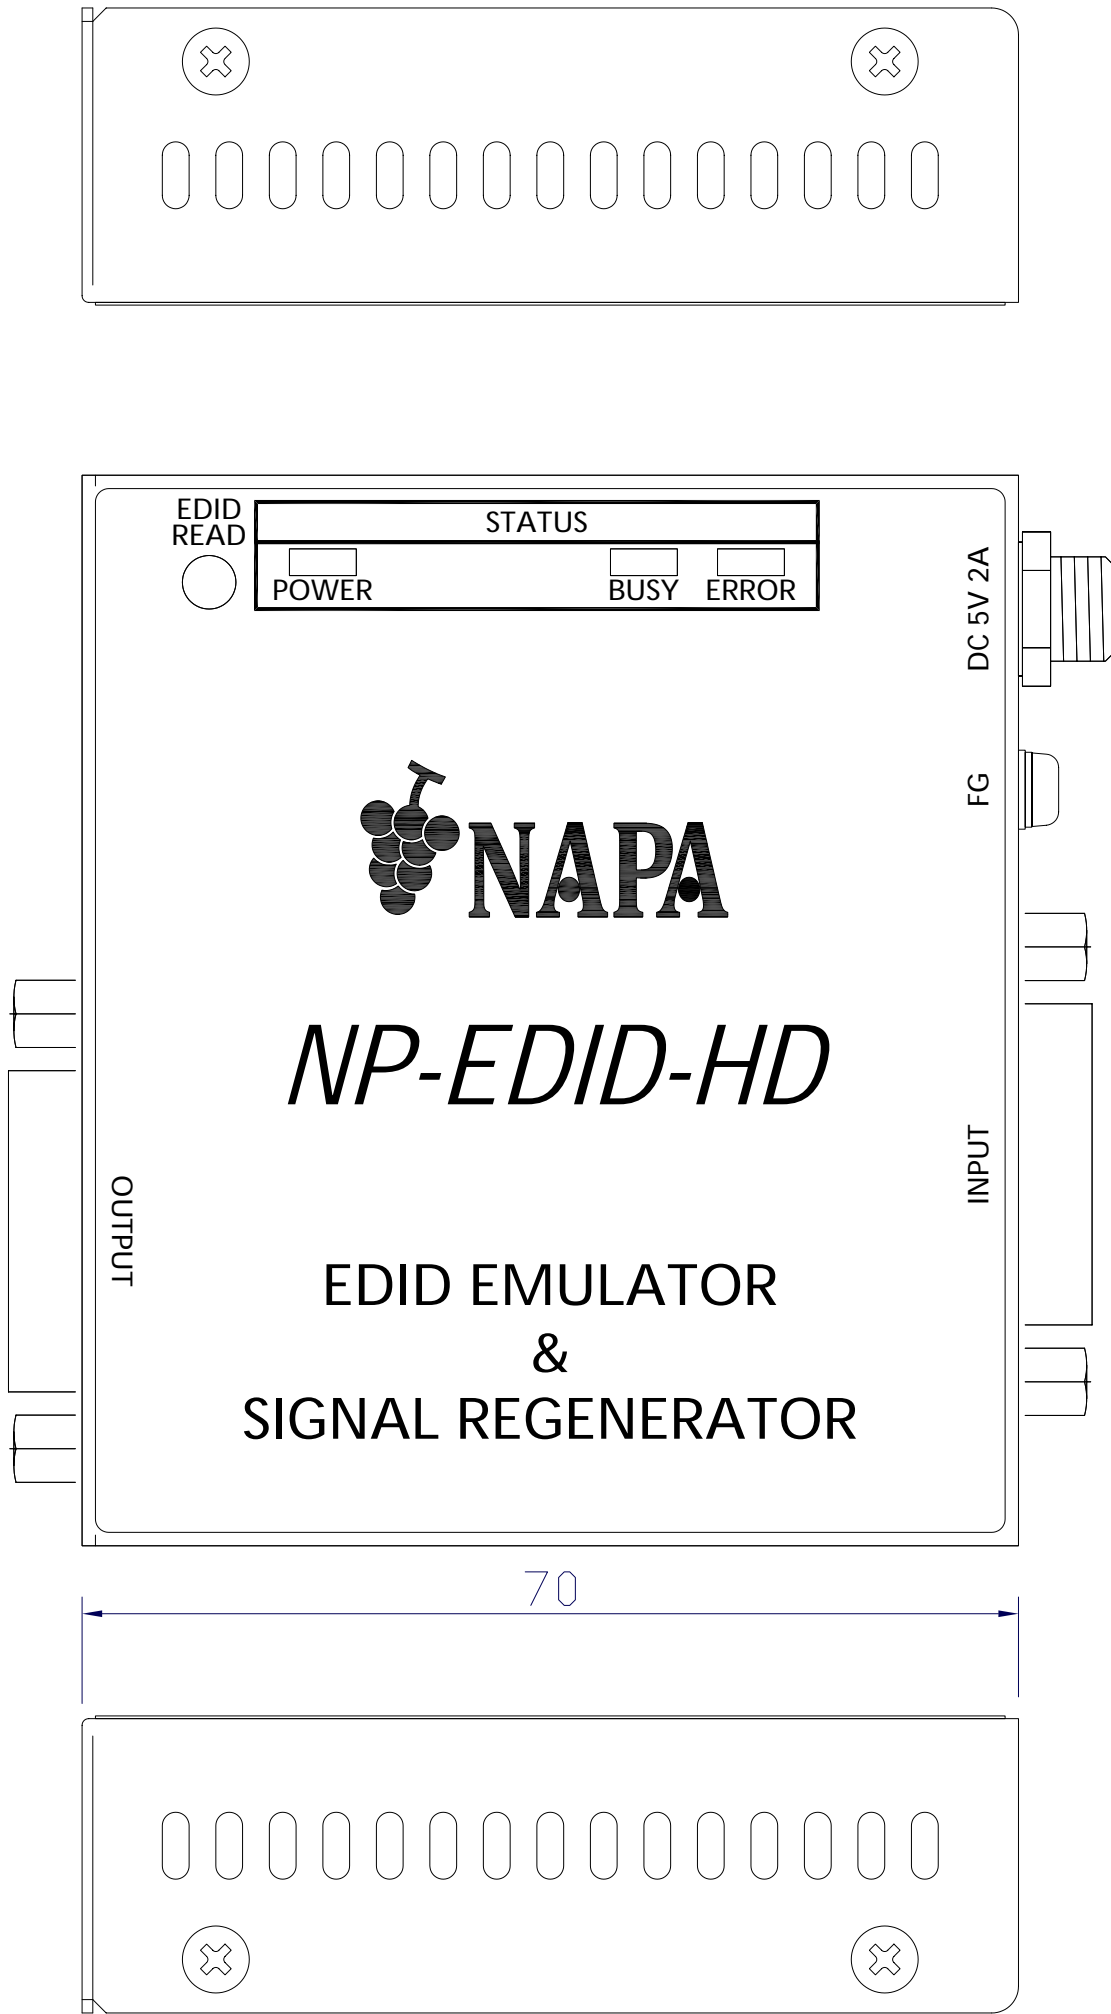 EDID
READ
STATUS
POWER
BUSY
ERROR
DC 5V 2A
FG
NAPA
NP-EDID-HD
INPUT
OUTPUT
EDID EMULATOR
&
SIGNAL REGENERATOR
70